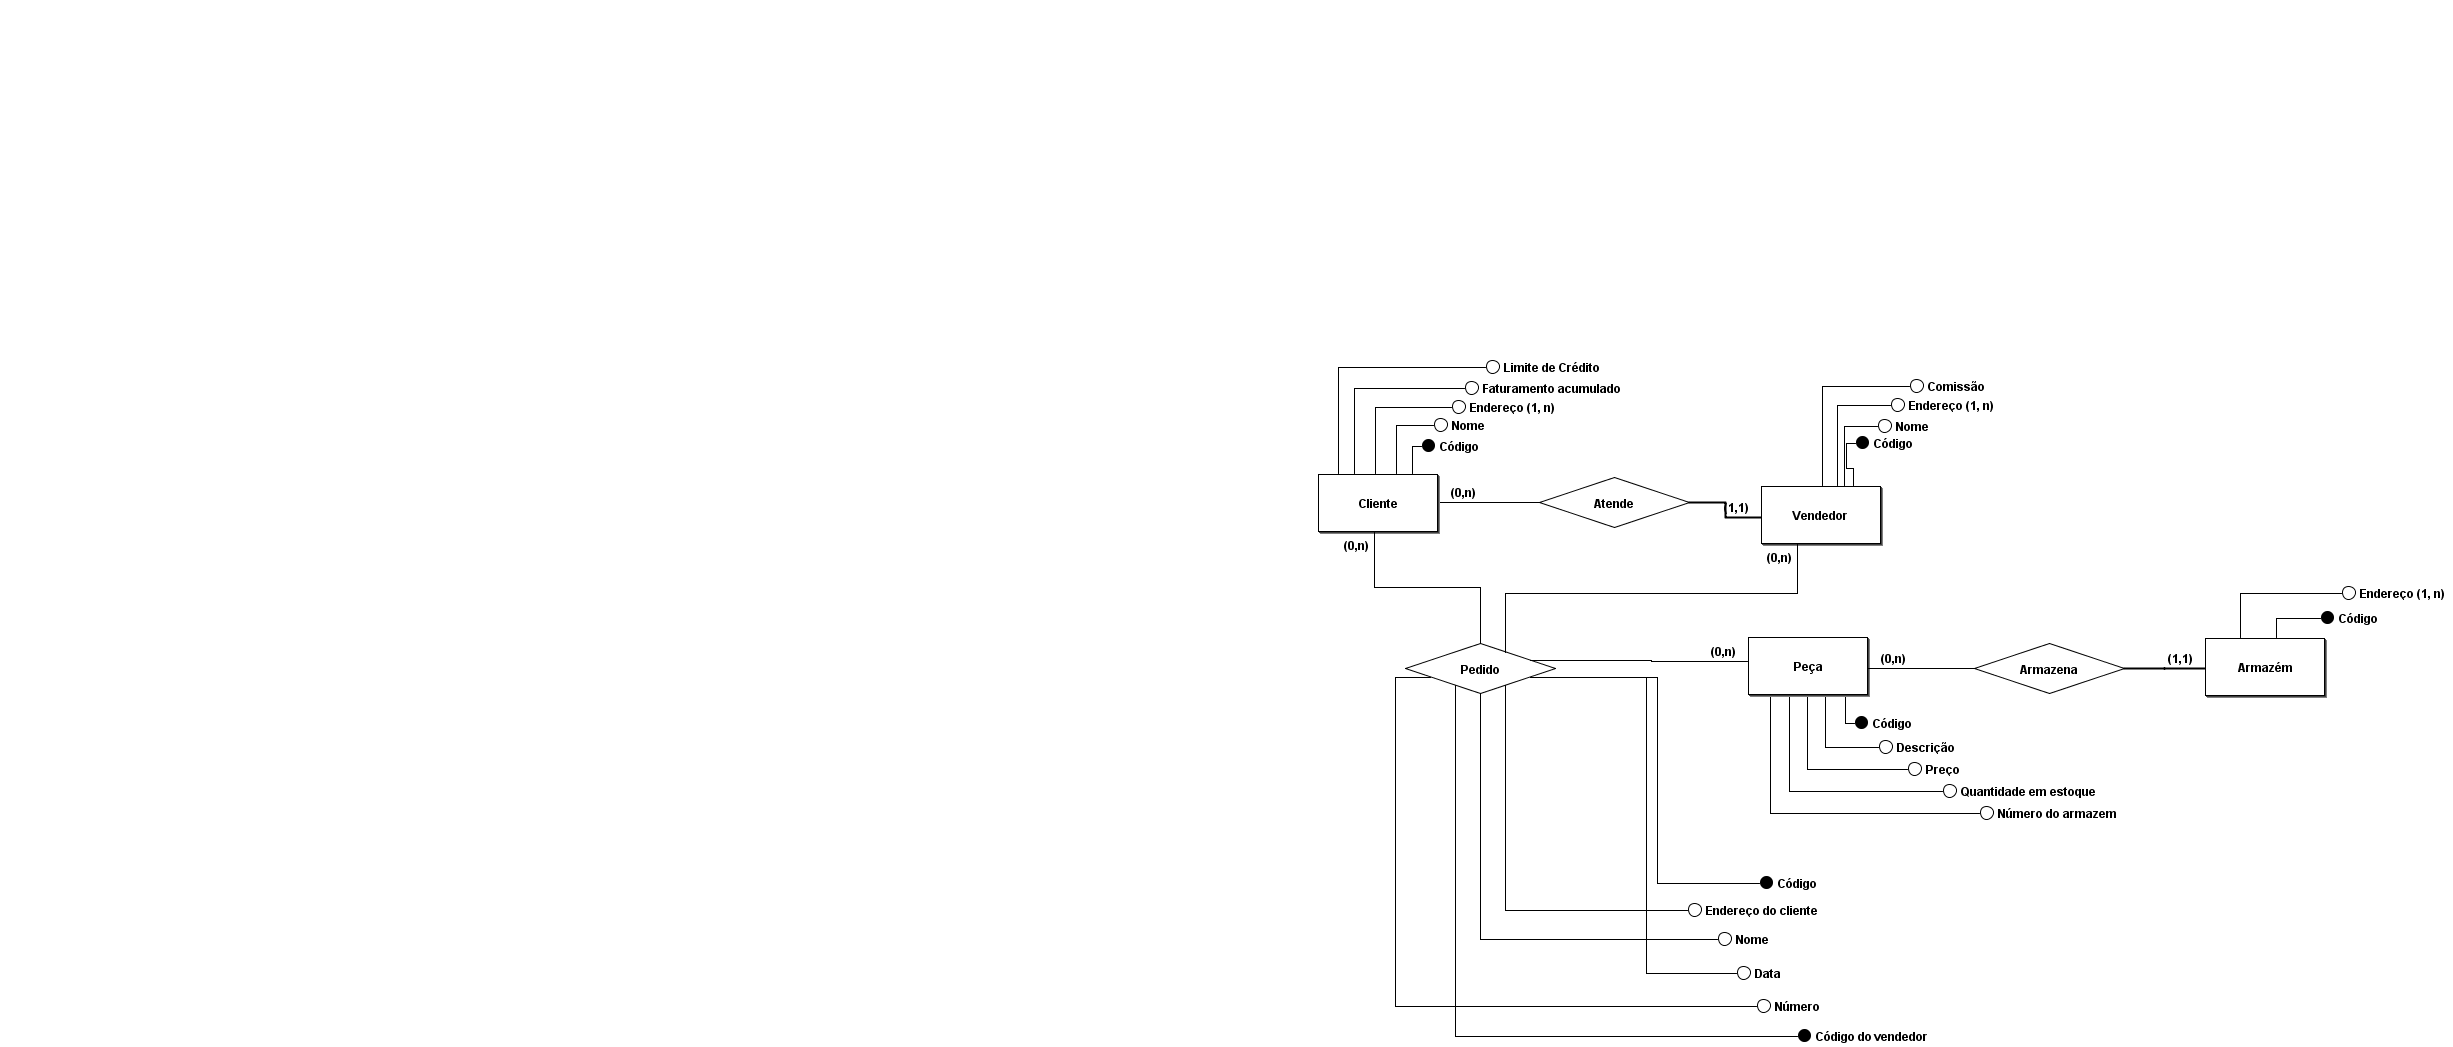 Limite de Crédito
Faturamento acumulado
Endereço (1, n)
Nome
Código
Comissão
Endereço (1, n)
Nome
Código
Cliente
(0,n)
Atende
(1,1)
Vendedor
(0,n)
(0,n)
Endereço (1, n)
Código
Pedido
(0,n)
Peça
(0,n)
Armazena
(1,1)
Armazém
Código
Descrição
Preço
Quantidade em estoque
Número do armazem
Código
Endereço do cliente
Nome
Data
Número
Código do vendedor